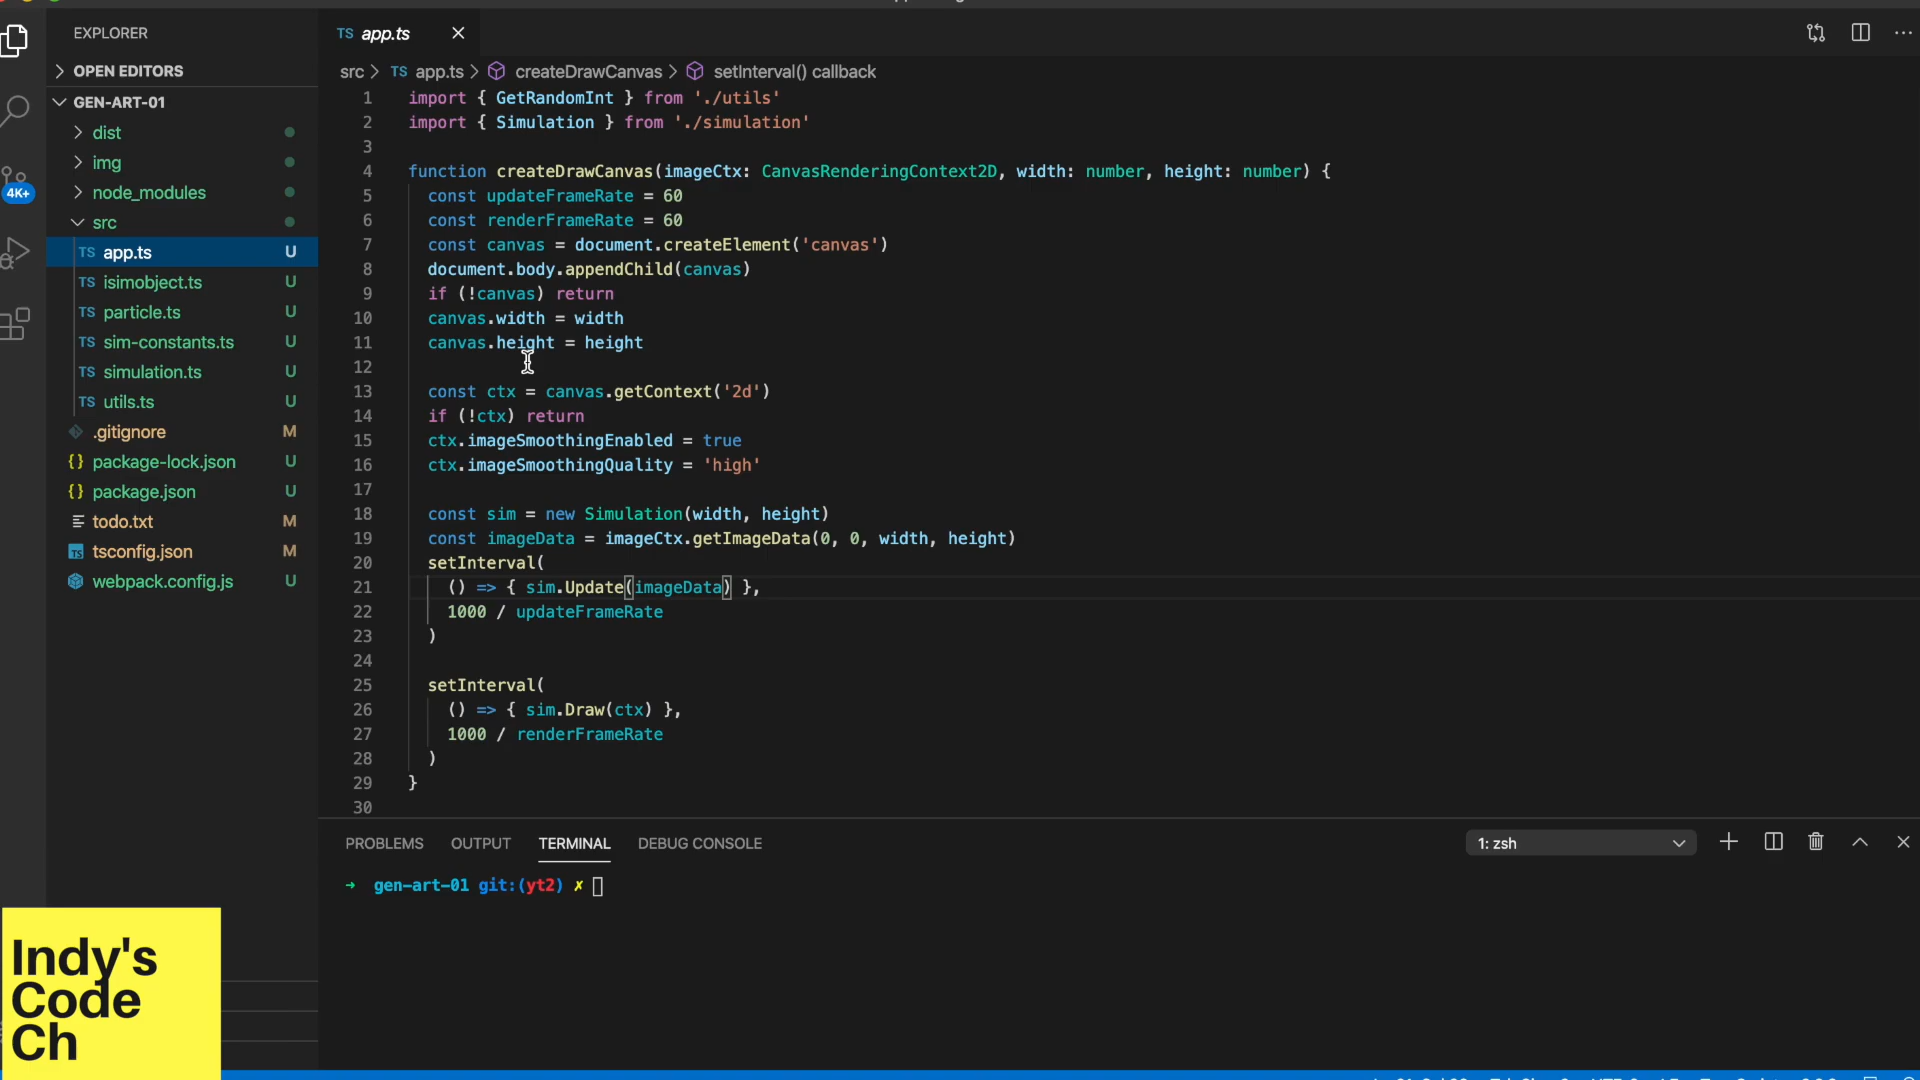 EXPLORER
OPEN EDITORS
GEN-ART-01
dist
img
node_modules
src
TS app.ts U
TS isimobject.ts U
TS particle.ts U
TS sim-constants.ts U
TS simulation.ts U
TS utils.ts U
.gitignore M
{} package-lock.json U
{} package.json U
todo.txt M
TS tsconfig.json M
webpack.config.js U
4K+
TS app.ts
src > TS app.ts > createDrawCanvas > setInterval() callback
1 import { GetRandomInt } from './utils'
2 import { Simulation } from './simulation'
3
4 function createDrawCanvas(imageCtx: CanvasRenderingContext2D, width: number, height: number) {
5 const updateFrameRate = 60
6 const renderFrameRate = 60
7 const canvas = document.createElement('canvas')
8 document.body.appendChild(canvas)
9 if (!canvas) return
10 canvas.width = width
11 canvas.height = height
12
13 const ctx = canvas.getContext('2d')
14 if (!ctx) return
15 ctx.imageSmoothingEnabled = true
16 ctx.imageSmoothingQuality = 'high'
17
18 const sim = new Simulation(width, height)
19 const imageData = imageCtx.getImageData(0, 0, width, height)
20 setInterval(
21 () => { sim.Update(imageData) },
22 1000 / updateFrameRate
23 )
24
25 setInterval(
26 () => { sim.Draw(ctx) },
27 1000 / renderFrameRate
28 )
29 }
30
PROBLEMS OUTPUT TERMINAL DEBUG CONSOLE 1: zsh
→ gen-art-01 git:(yt2) ✗
Indy's
Code
Ch